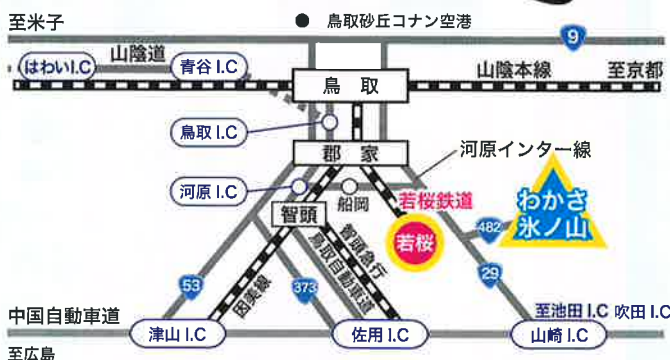 至米子
鳥取砂丘コナン空港
9
はわいI.C
山陰道
青谷 I.C
鳥取
山陰本線
至京都
鳥取 I.C
郡家
河原インター線
河原 I.C
船岡
若桜鉄道
わかさ
氷ノ山
智頭
若桜
482
智頭急行
鳥取自動車道
53
因美線
373
29
至池田 I.C 吹田 I.C
中国自動車道
津山 I.C
佐用 I.C
山崎 I.C
至広島